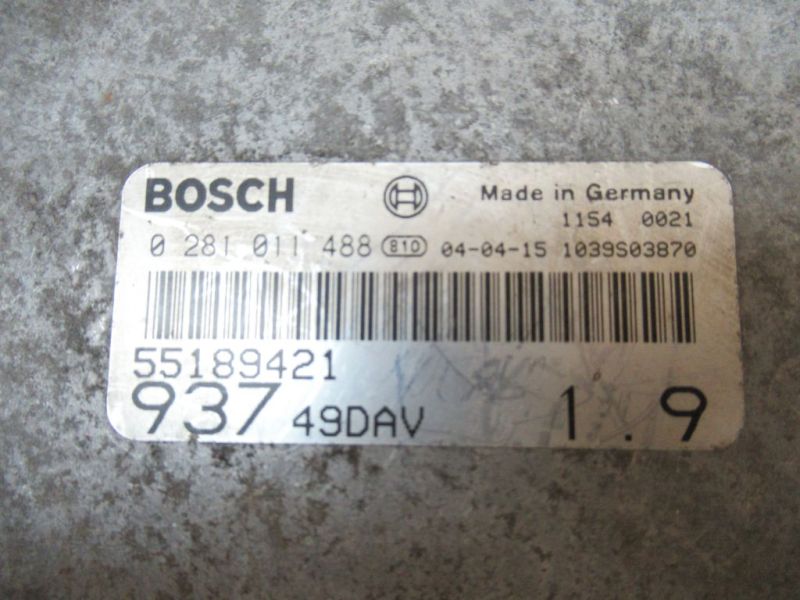 BOSCH Made in Germany
1154 0021
0 281 011 488 810 04-04-15 1039S03870
55189421
937 49DAV 1.9